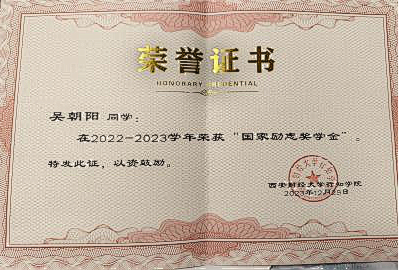 荣誉证书
HONORARY CREDENTIAL
吴朝阳 同学：
在2022-2023学年荣获“国家励志奖学金”。
特发此证，以资鼓励。
西安财经大学行知学院
2023年12月25日